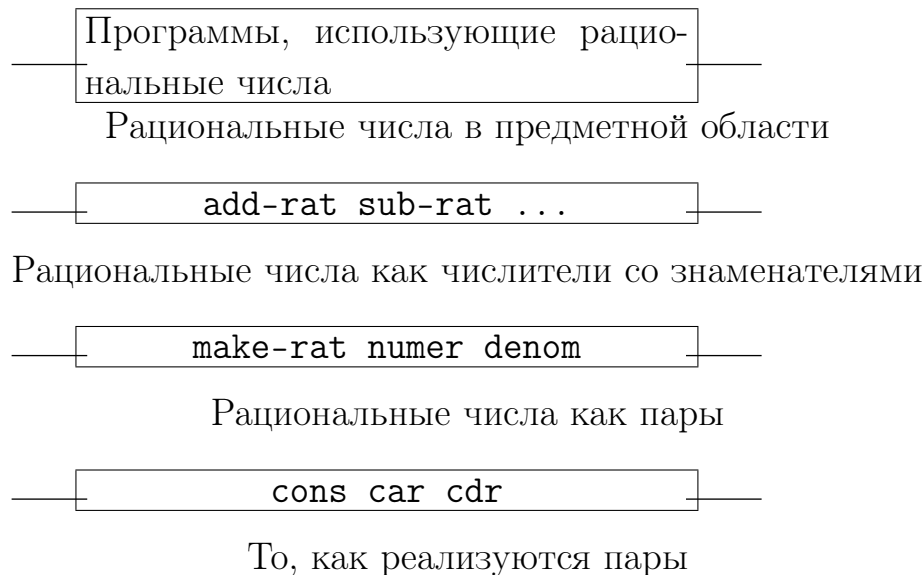 Программы, использующие рацио-
нальные числа
Рациональные числа в предметной области
add-rat sub-rat ...
Рациональные числа как числители со знаменателями
make-rat numer denom
Рациональные числа как пары
cons car cdr
То, как реализуются пары